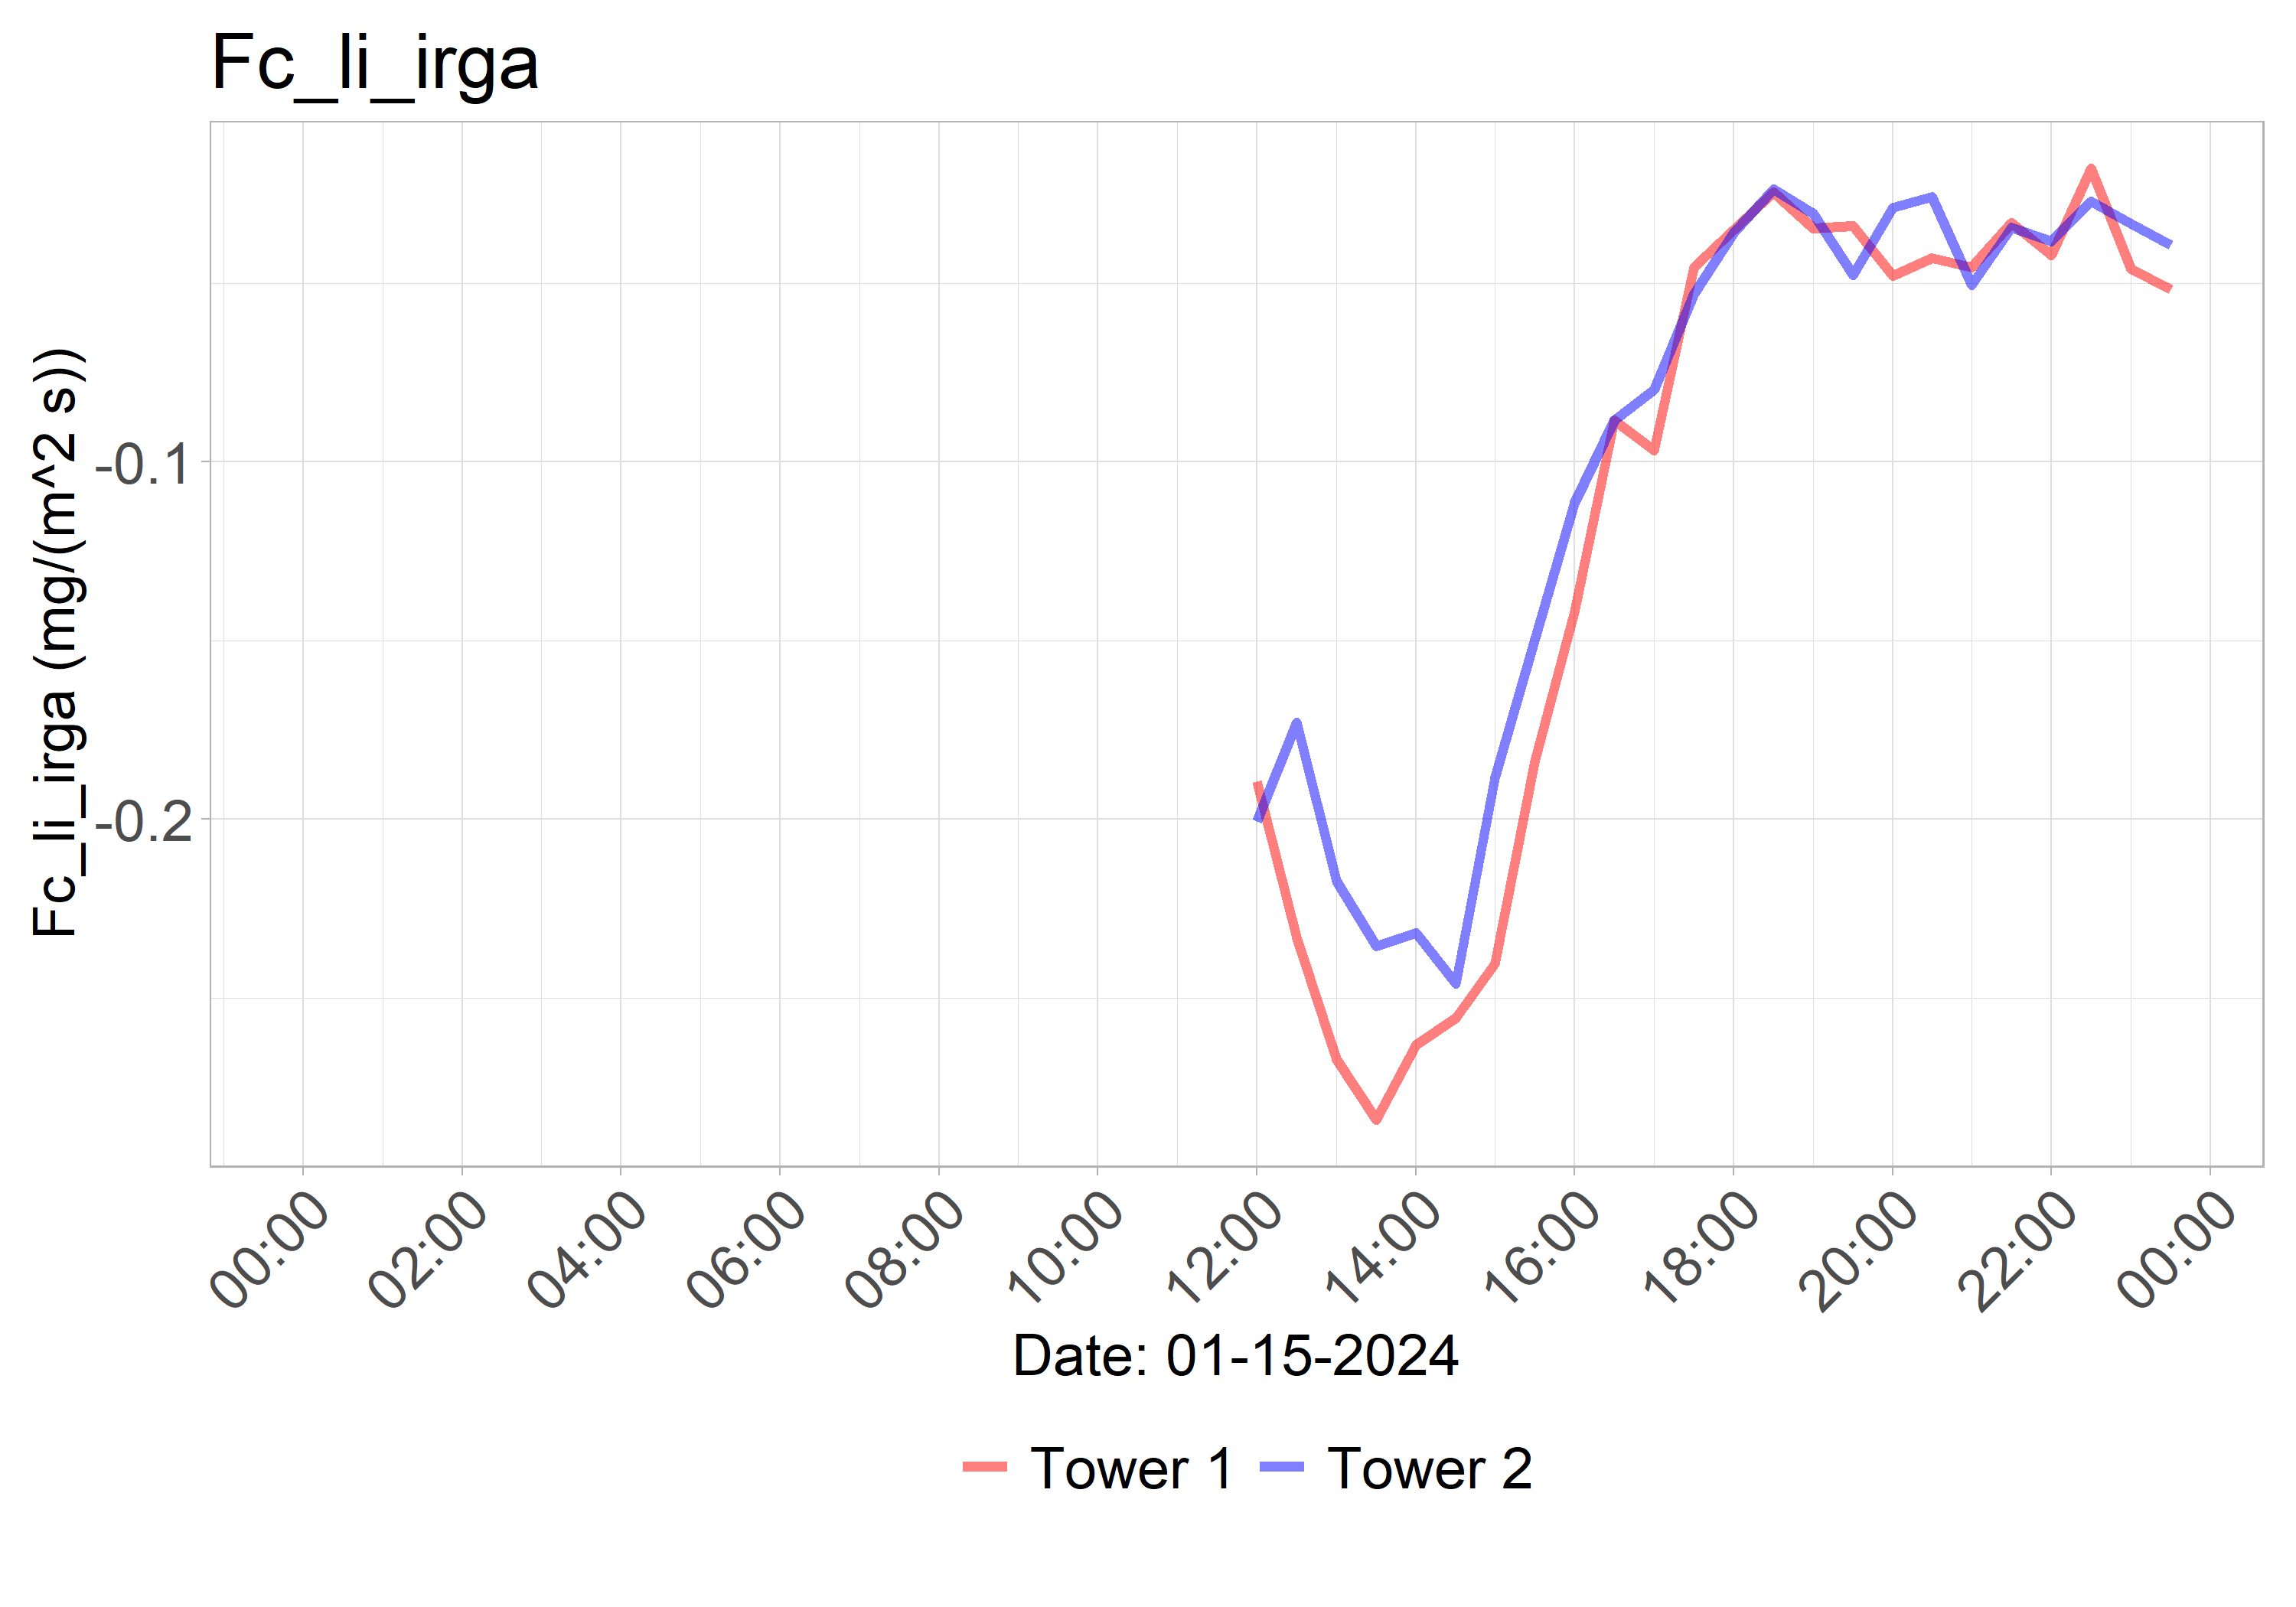 Fc_li_irga
Fc_li_irga (mg/(m^2 s))
-0.1
-0.2
00:00 02:00 04:00 06:00 08:00 10:00 12:00 14:00 16:00 18:00 20:00 22:00 00:00
Date: 01-15-2024
Tower 1 Tower 2